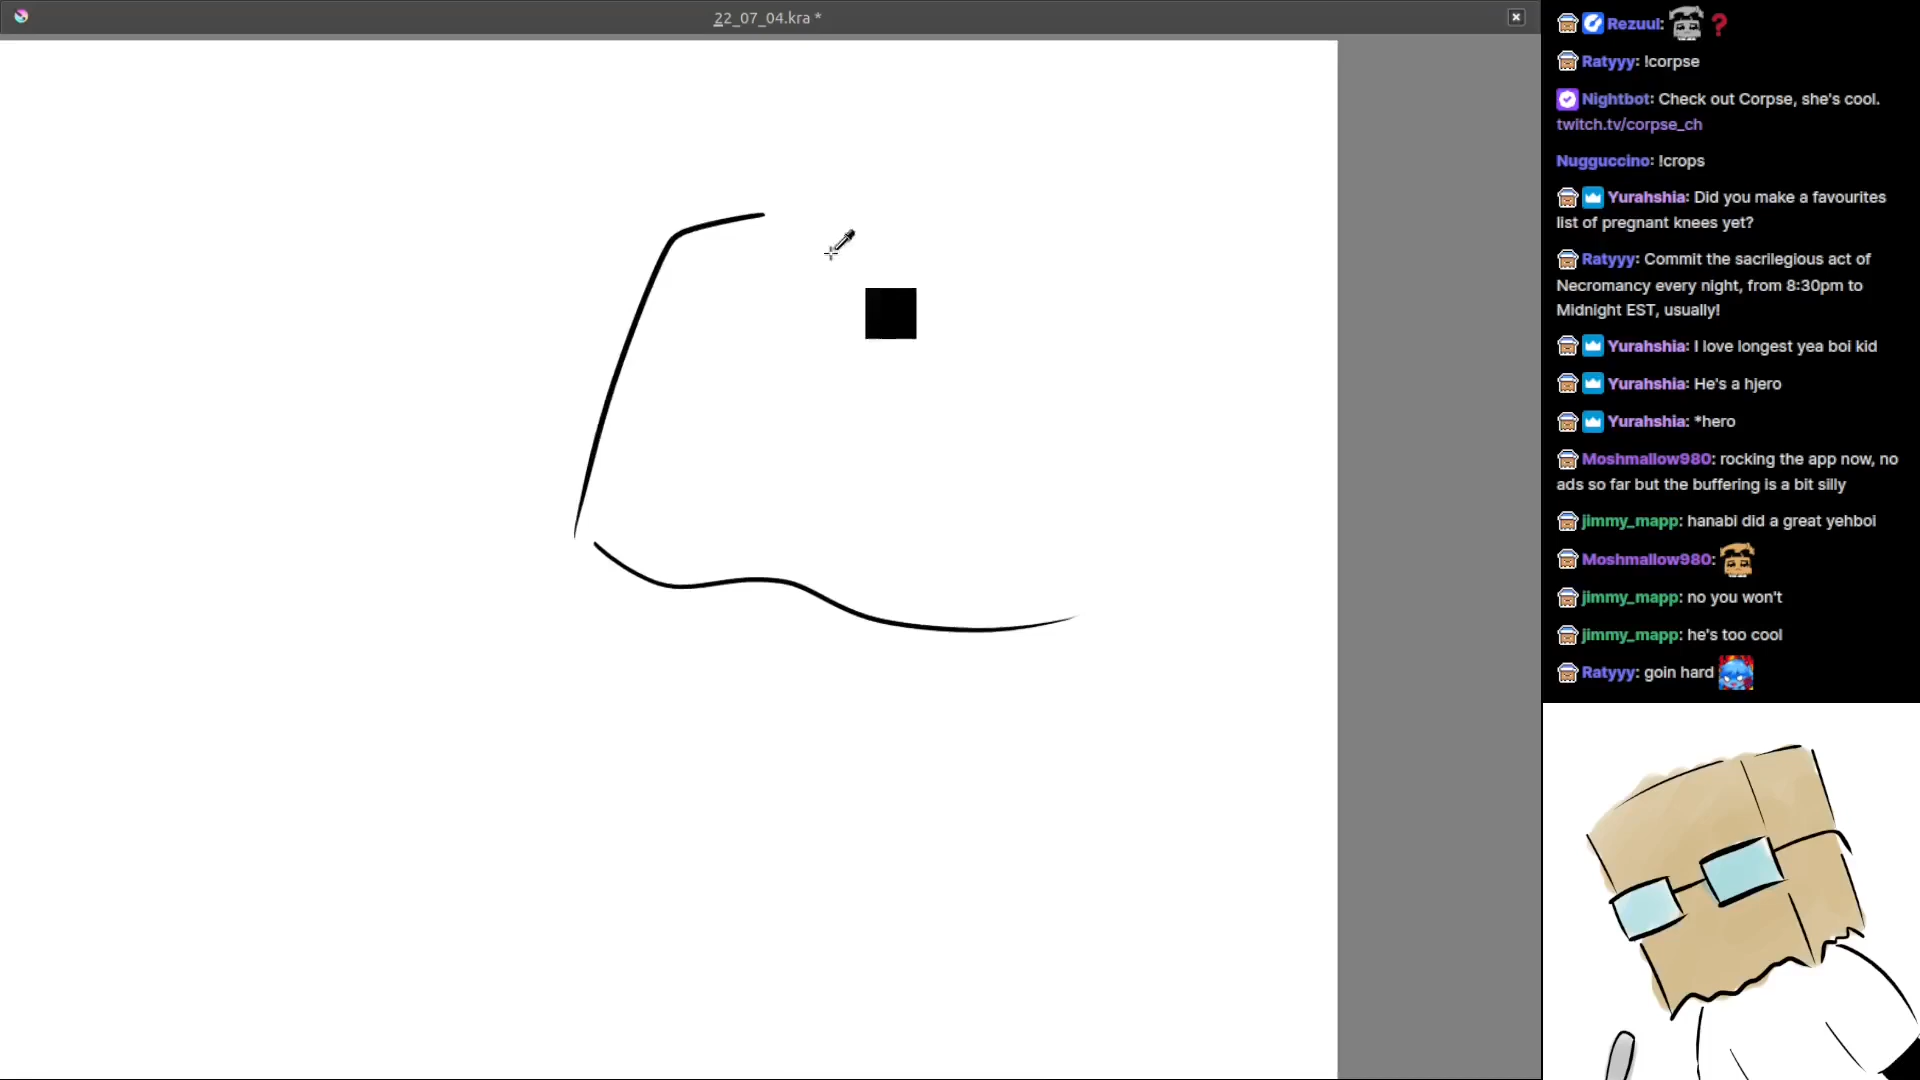 22_07_04.kra *
Rezuul: ❓
Ratyyy: !corpse
Nightbot: Check out Corpse, she's cool.
twitch.tv/corpse_ch
Nugguccino: !crops
Yurahshia: Did you make a favourites
list of pregnant knees yet?
Ratyyy: Commit the sacrilegious act of
Necromancy every night, from 8:30pm to
Midnight EST, usually!
Yurahshia: I love longest yea boi kid
Yurahshia: He's a hjero
Yurahshia: *hero
Moshmallow980: rocking the app now, no
ads so far but the buffering is a bit silly
jimmy_mapp: hanabi did a great yehboi
Moshmallow980:
jimmy_mapp: no you won't
jimmy_mapp: he's too cool
Ratyyy: goin hard